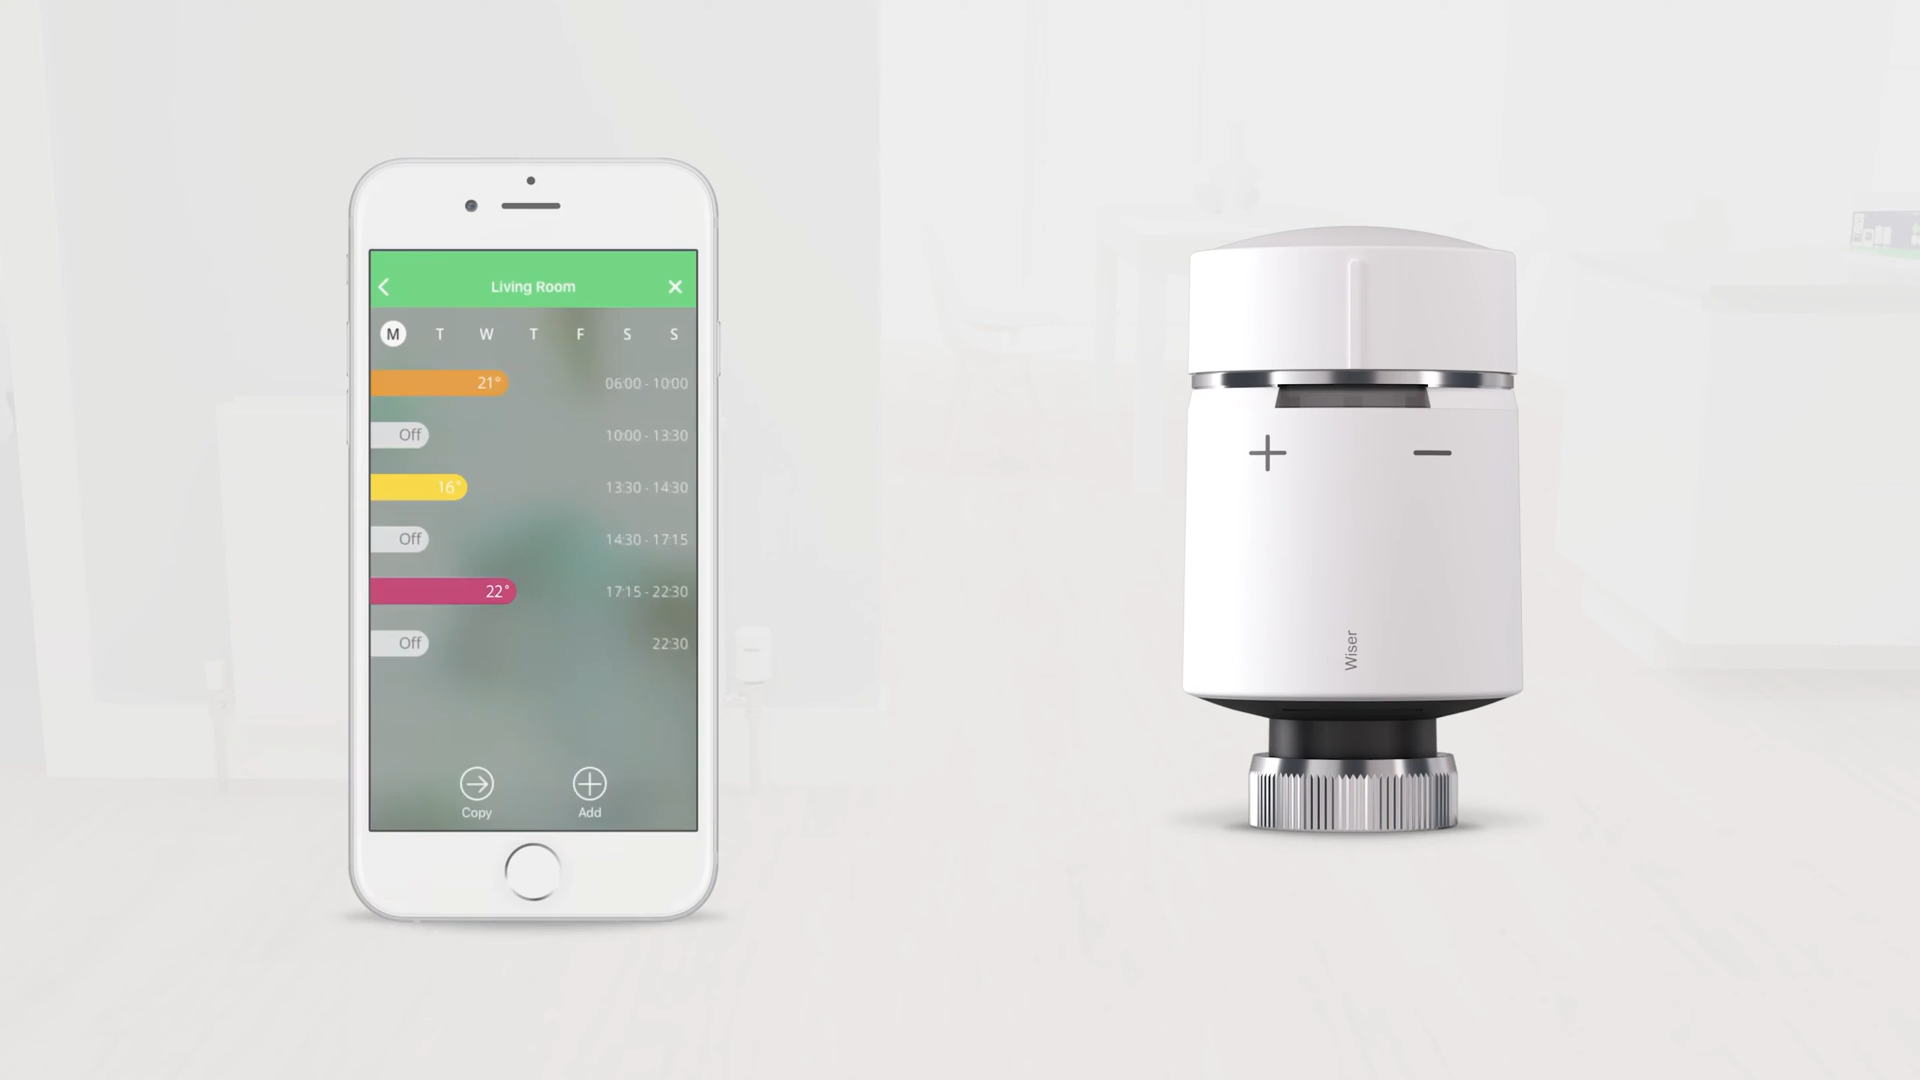 Living Room
M T W T F S S
21° 06:00 - 10:00
Off 10:00 - 13:30
16° 13:30 - 14:30
Off 14:30 - 17:15
22° 17:15 - 22:30
Off 22:30
Copy Add
Wiser